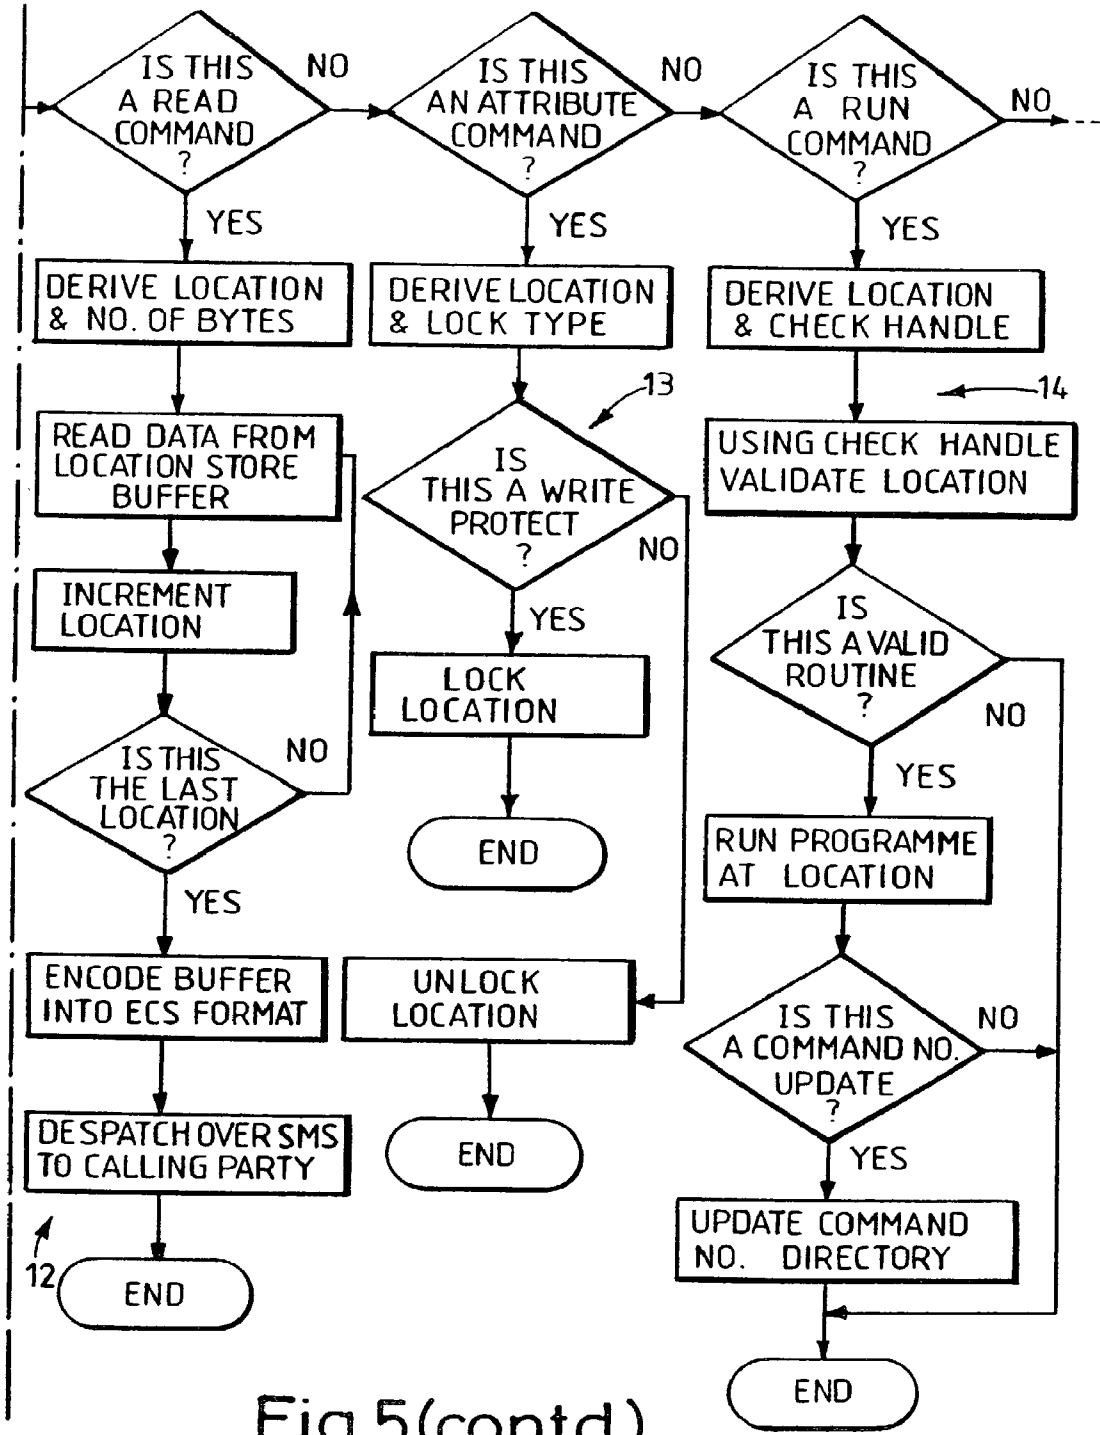 IS THIS
A READ
COMMAND
?
NO
YES
DERIVE LOCATION
& NO. OF BYTES
READ DATA FROM
LOCATION STORE
BUFFER
INCREMENT
LOCATION
IS THIS
THE LAST
LOCATION
?
NO
YES
ENCODE BUFFER
INTO ECS FORMAT
DESPATCH OVER SMS
TO CALLING PARTY
12
END
IS THIS
AN ATTRIBUTE
COMMAND
?
NO
YES
DERIVE LOCATION
& LOCK TYPE
13
IS
THIS A WRITE
PROTECT
?
NO
YES
LOCK
LOCATION
END
UNLOCK
LOCATION
END
IS THIS
A RUN
COMMAND
?
NO
YES
DERIVE LOCATION
& CHECK HANDLE
14
USING CHECK HANDLE
VALIDATE LOCATION
IS
THIS A VALID
ROUTINE
?
NO
YES
RUN PROGRAMME
AT LOCATION
IS THIS
A COMMAND NO.
UPDATE
?
NO
YES
UPDATE COMMAND
NO. DIRECTORY
END
Fig.5(contd.)